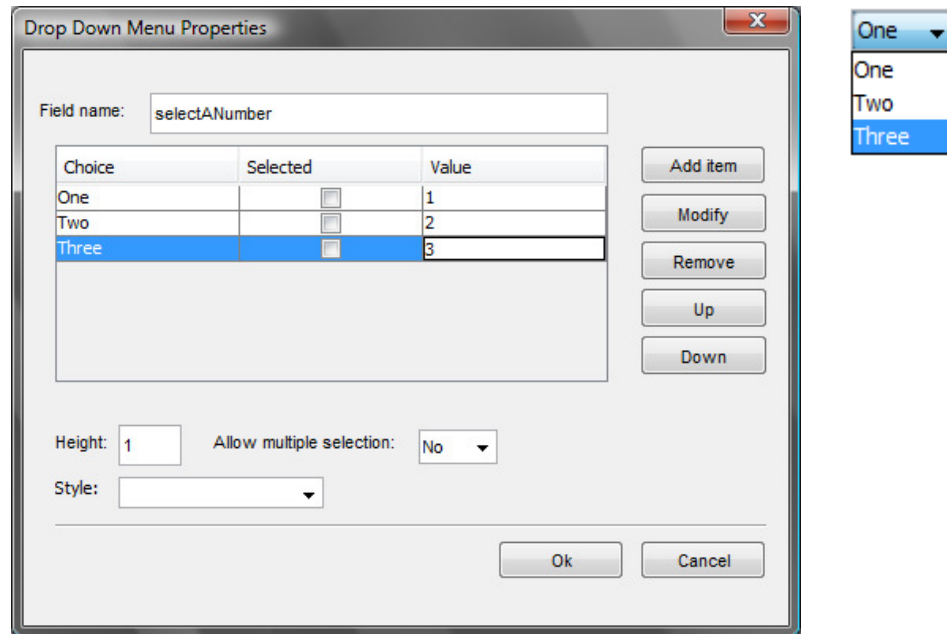 Drop Down Menu Properties
Field name: selectANumber
Choice Selected Value
One 1
Two 2
Three 3
Add item
Modify
Remove
Up
Down
Height: 1 Allow multiple selection: No
Style:
Ok Cancel
One
One
Two
Three